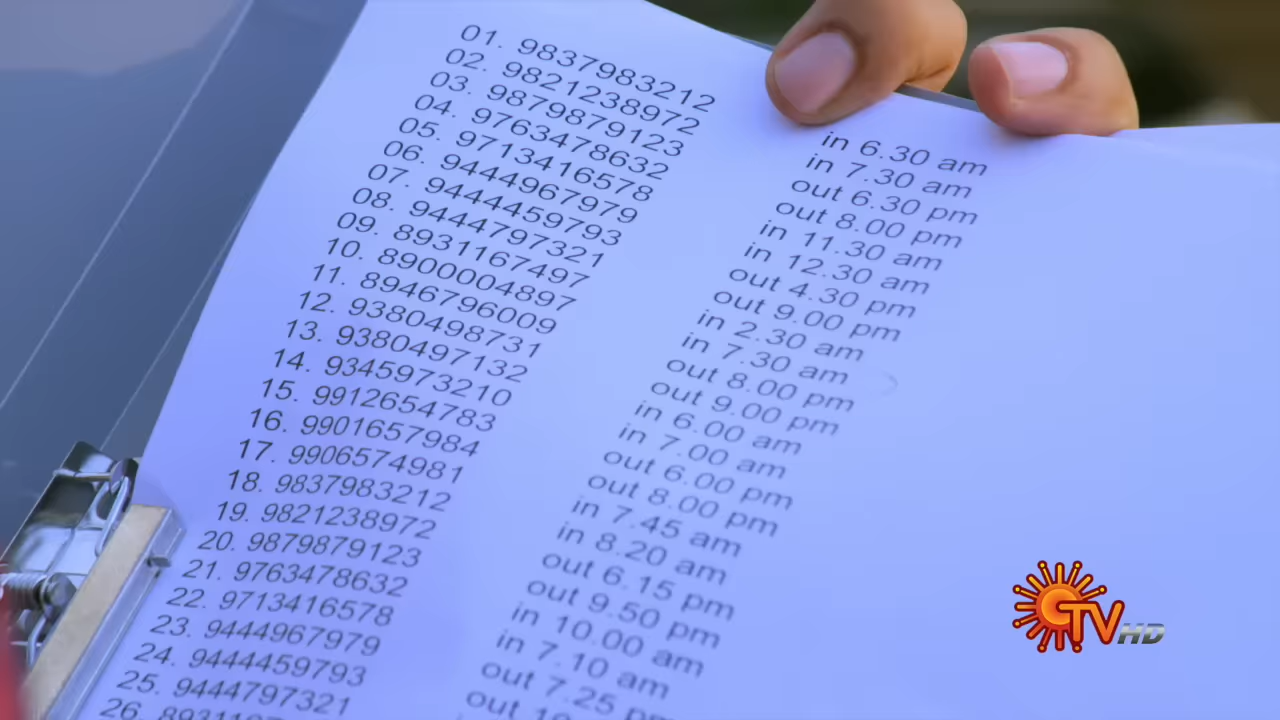 01. 9837983212 in 6.30 am
02. 9821238972 in 7.30 am
03. 9879879123 out 6.30 pm
04. 9763478632 out 8.00 pm
05. 9713416578 in 11.30 am
06. 9444967979 in 12.30 am
07. 9444459793 out 4.30 pm
08. 9444797321 out 9.00 pm
09. 8931167497 in 2.30 am
10. 8900004897 in 7.30 am
11. 8946796009 out 8.00 pm
12. 9380498731 out 9.00 pm
13. 9380497132 in 6.00 am
14. 9345973210 in 7.00 am
15. 9912654783 out 6.00 pm
16. 9901657984 out 8.00 pm
17. 9906574981 in 7.45 am
18. 9837983212 in 8.20 am
19. 9821238972 out 6.15 pm
20. 9879879123 out 9.50 pm
21. 9763478632 in 10.00 am
22. 9713416578 in 7.10 am
23. 9444967979 out 7.25 pm
24. 9444459793 out
25. 9444797321
26.
TV HD